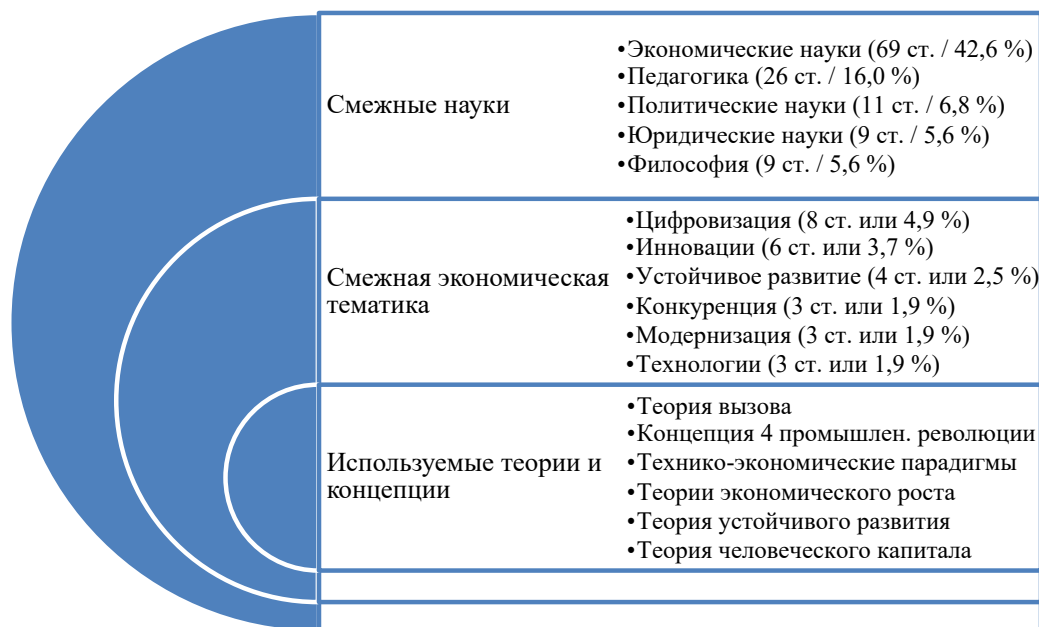 Смежные науки
•Экономические науки (69 ст. / 42,6 %)
•Педагогика (26 ст. / 16,0 %)
•Политические науки (11 ст. / 6,8 %)
•Юридические науки (9 ст. / 5,6 %)
•Философия (9 ст. / 5,6 %)
Смежная экономическая
тематика
•Цифровизация (8 ст. или 4,9 %)
•Инновации (6 ст. или 3,7 %)
•Устойчивое развитие (4 ст. или 2,5 %)
•Конкуренция (3 ст. или 1,9 %)
•Модернизация (3 ст. или 1,9 %)
•Технологии (3 ст. или 1,9 %)
Используемые теории и
концепции
•Теория вызова
•Концепция 4 промышлен. революции
•Технико-экономические парадигмы
•Теории экономического роста
•Теория устойчивого развития
•Теория человеческого капитала